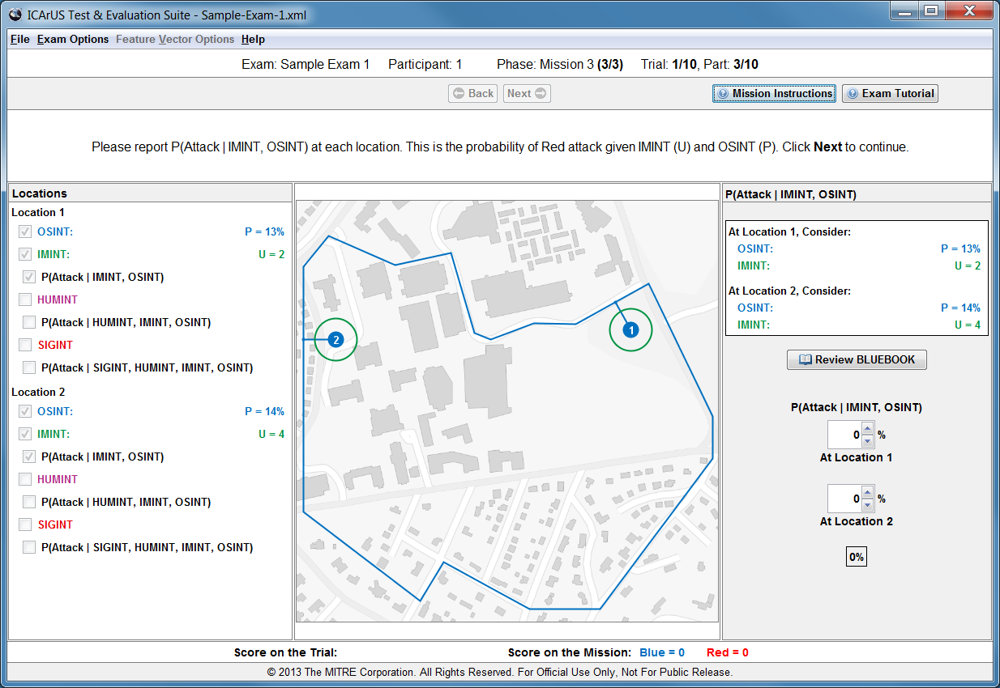 ICArUS Test & Evaluation Suite - Sample-Exam-1.xml
File Exam Options Feature Vector Options Help
Exam: Sample Exam 1 Participant: 1 Phase: Mission 3 (3/3) Trial: 1/10, Part: 3/10
Back Next Mission Instructions Exam Tutorial
Please report P(Attack | IMINT, OSINT) at each location. This is the probability of Red attack given IMINT (U) and OSINT (P). Click Next to continue.
Locations
Location 1
OSINT: P = 13%
IMINT: U = 2
P(Attack | IMINT, OSINT)
HUMINT
P(Attack | HUMINT, IMINT, OSINT)
SIGINT
P(Attack | SIGINT, HUMINT, IMINT, OSINT)
Location 2
OSINT: P = 14%
IMINT: U = 4
P(Attack | IMINT, OSINT)
HUMINT
P(Attack | HUMINT, IMINT, OSINT)
SIGINT
P(Attack | SIGINT, HUMINT, IMINT, OSINT)
1
2
P(Attack | IMINT, OSINT)
At Location 1, Consider:
OSINT: P = 13%
IMINT: U = 2
At Location 2, Consider:
OSINT: P = 14%
IMINT: U = 4
Review BLUEBOOK
P(Attack | IMINT, OSINT)
0 %
At Location 1
0 %
At Location 2
0%
Score on the Trial: Score on the Mission: Blue = 0 Red = 0
© 2013 The MITRE Corporation. All Rights Reserved. For Official Use Only, Not For Public Release.